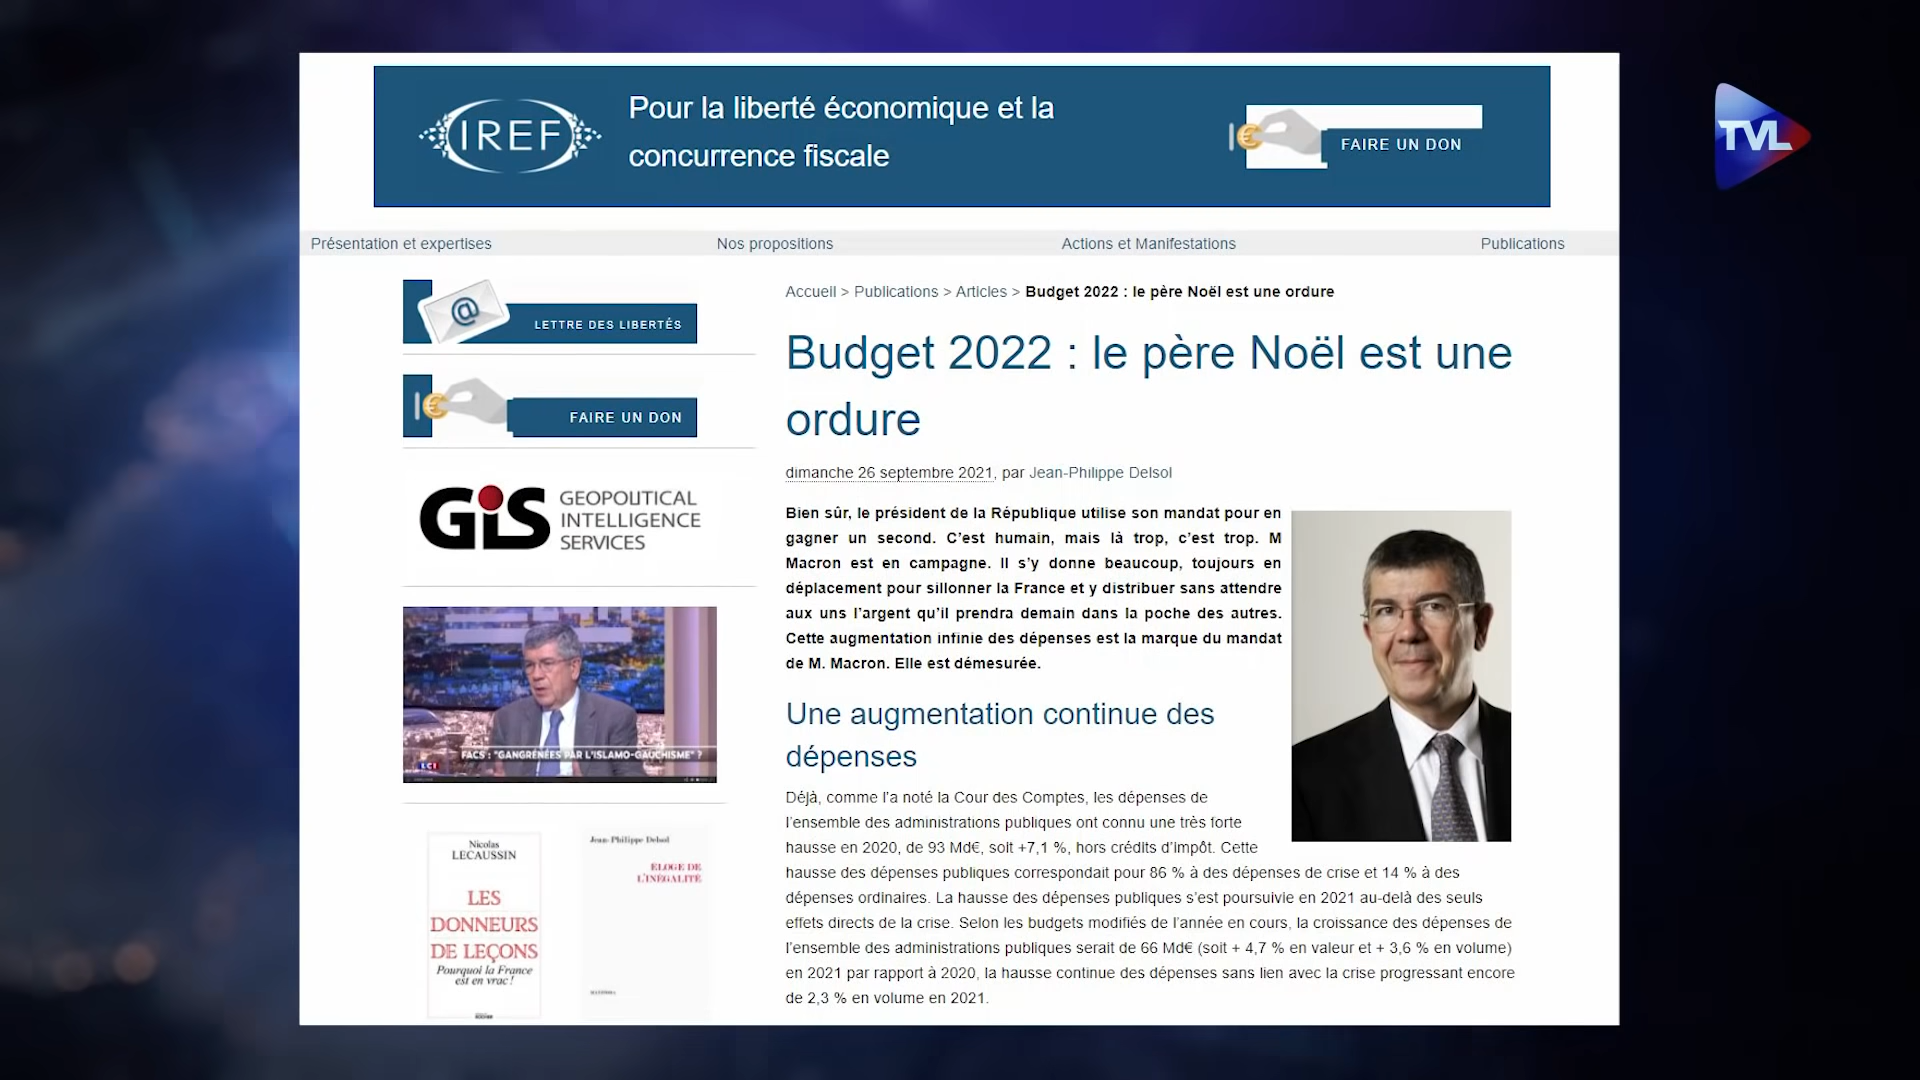 IREF
Pour la liberté économique et la
concurrence fiscale
FAIRE UN DON
TVL
Présentation et expertises
Nos propositions
Actions et Manifestations
Publications
@
LETTRE DES LIBERTÉS
€
FAIRE UN DON
GIS
GEOPOLITICAL
INTELLIGENCE
SERVICES
FACS : "GANGRÉNÉES PAR L'ISLAMO-GAUCHISME" ?
LCI
Nicolas
LECAUSSIN
LES
DONNEURS
DE LEÇONS
Pourquoi la France
est en vrac !
Jean-Philippe Delsol
ÉLOGE DE
L'INÉGALITÉ
Accueil > Publications > Articles > Budget 2022 : le père Noël est une ordure
Budget 2022 : le père Noël est une
ordure
dimanche 26 septembre 2021, par Jean-Philippe Delsol
Bien sûr, le président de la République utilise son mandat pour en
gagner un second. C'est humain, mais là trop, c'est trop. M
Macron est en campagne. Il s'y donne beaucoup, toujours en
déplacement pour sillonner la France et y distribuer sans attendre
aux uns l'argent qu'il prendra demain dans la poche des autres.
Cette augmentation infinie des dépenses est la marque du mandat
de M. Macron. Elle est démesurée.
Une augmentation continue des
dépenses
Déjà, comme l'a noté la Cour des Comptes, les dépenses de
l'ensemble des administrations publiques ont connu une très forte
hausse en 2020, de 93 Md€, soit +7,1 %, hors crédits d'impôt. Cette
hausse des dépenses publiques correspondait pour 86 % à des dépenses de crise et 14 % à des
dépenses ordinaires. La hausse des dépenses publiques s'est poursuivie en 2021 au-delà des seuls
effets directs de la crise. Selon les budgets modifiés de l'année en cours, la croissance des dépenses de
l'ensemble des administrations publiques serait de 66 Md€ (soit + 4,7 % en valeur et + 3,6 % en volume)
en 2021 par rapport à 2020, la hausse continue des dépenses sans lien avec la crise progressant encore
de 2,3 % en volume en 2021.